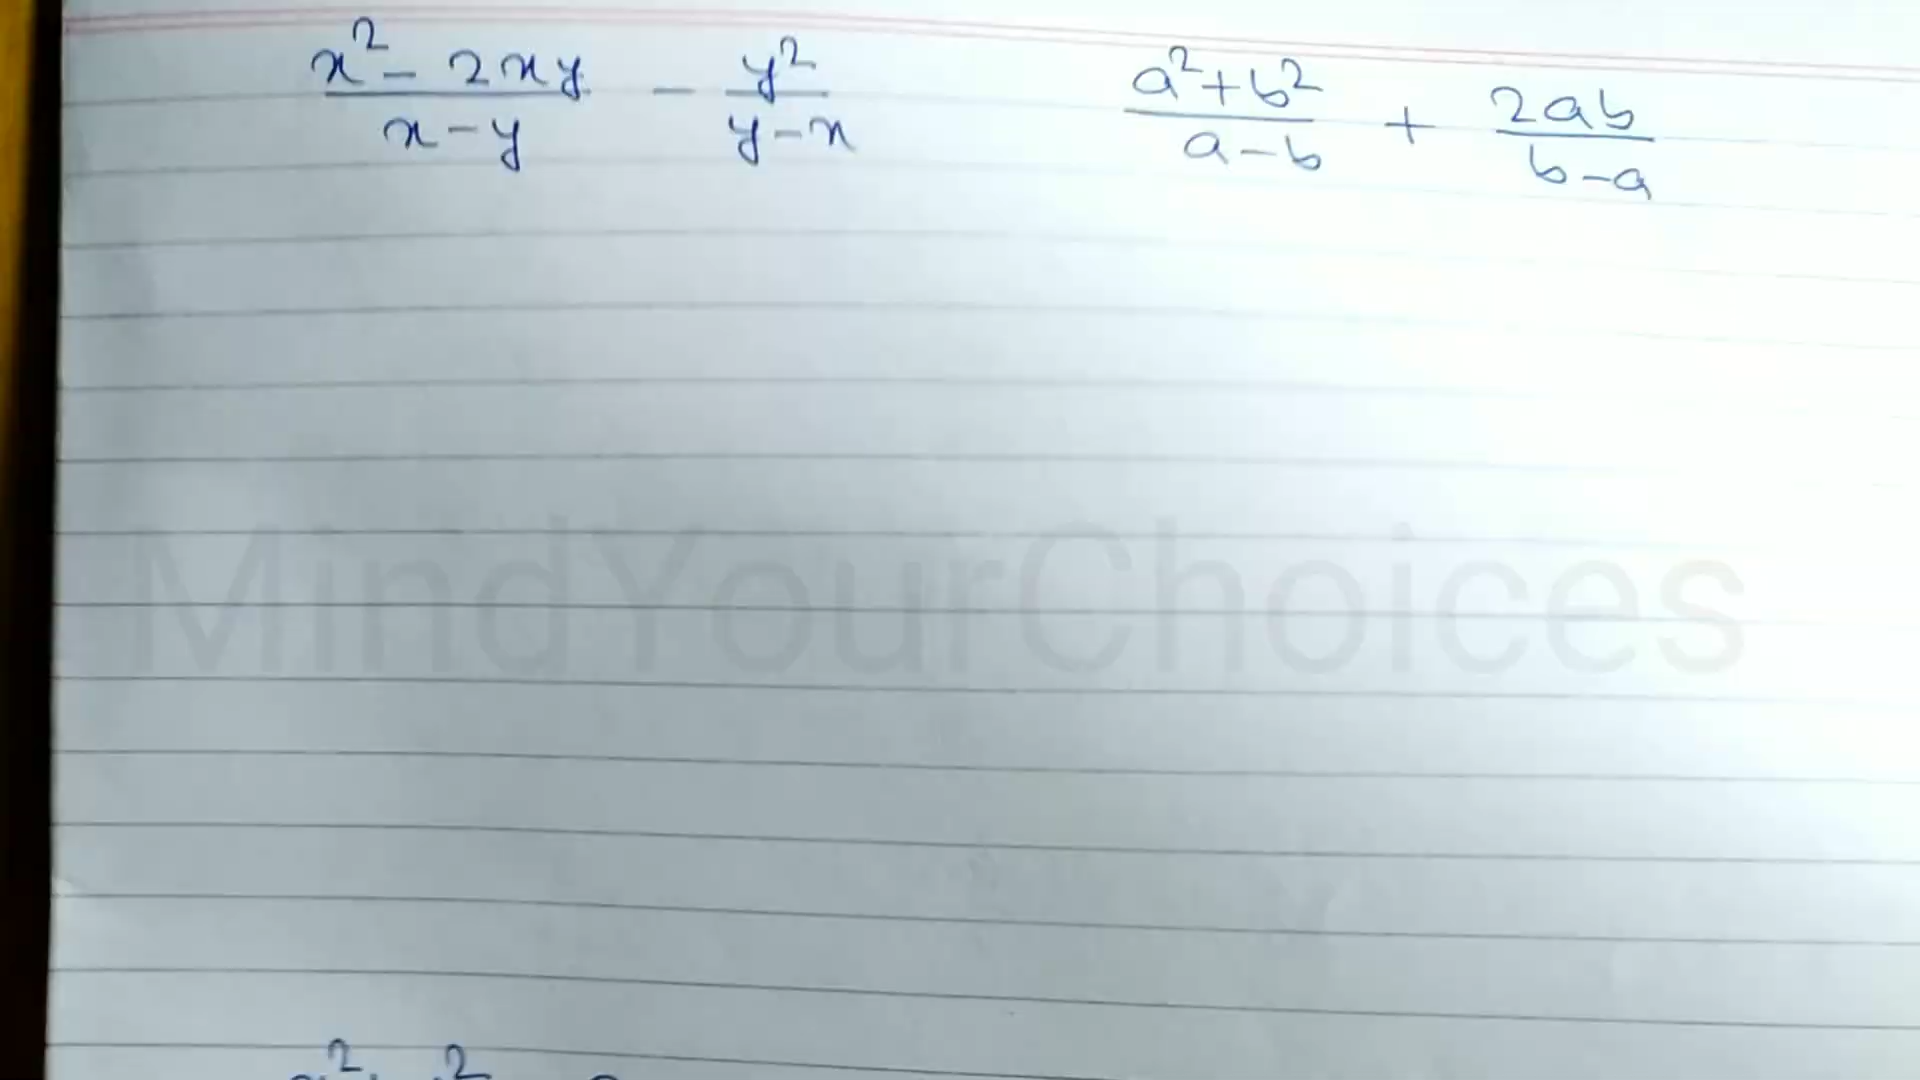 x² - 2xy / x - y - y² / y - x
a² + b² / a - b + 2ab / b - a
MindYourChoices